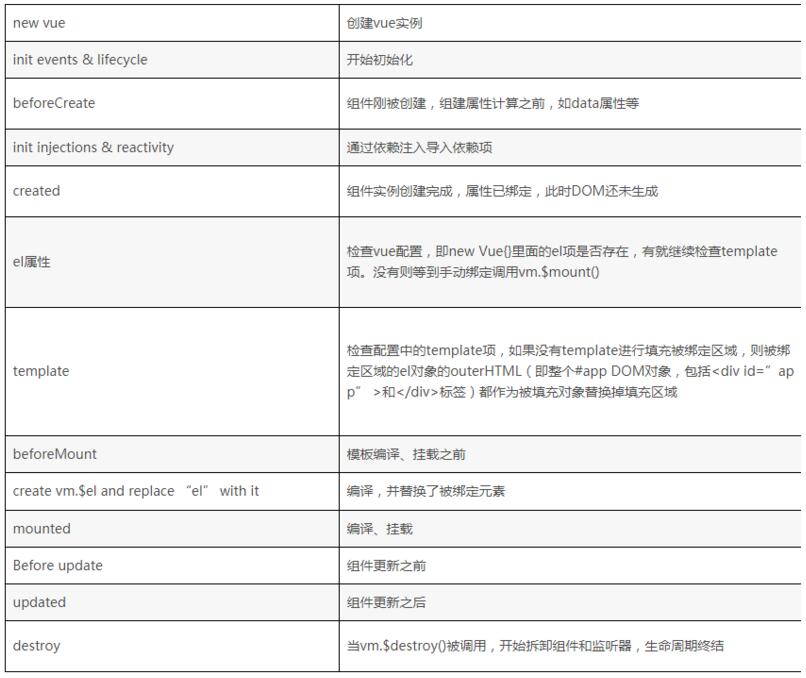 new vue
创建vue实例
init events & lifecycle
开始初始化
beforeCreate
组件刚被创建，组建属性计算之前，如data属性等
init injections & reactivity
通过依赖注入导入依赖项
created
组件实例创建完成，属性已绑定，此时DOM还未生成
el属性
检查vue配置，即new Vue{}里面的el项是否存在，有就继续检查template
项。没有则等到手动绑定调用vm.$mount()
template
检查配置中的template项，如果没有template进行填充被绑定区域，则被绑
定区域的el对象的outerHTML（即整个#app DOM对象，包括<div id=”ap
p” >和</div>标签）都作为被填充对象替换掉填充区域
beforeMount
模板编译、挂载之前
create vm.$el and replace “el” with it
编译，并替换了被绑定元素
mounted
编译、挂载
Before update
组件更新之前
updated
组件更新之后
destroy
当vm.$destroy()被调用，开始拆卸组件和监听器，生命周期终结